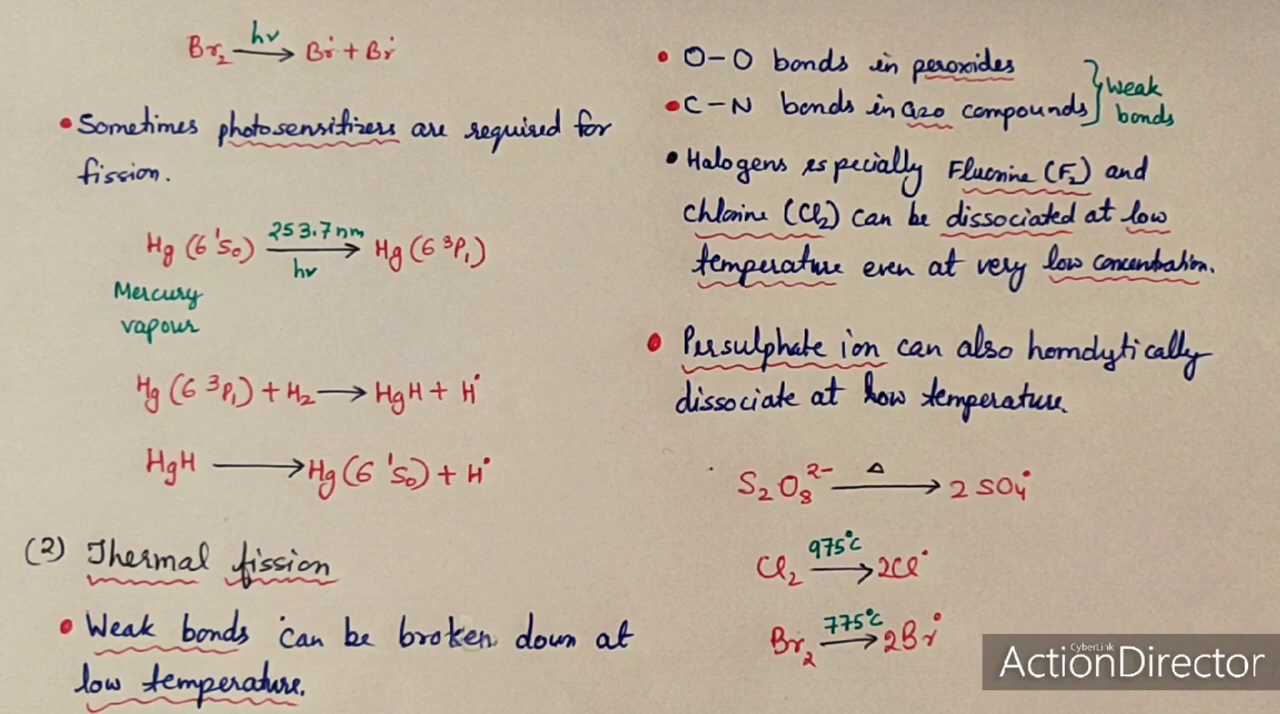 Br₂ —hν→ Bṙ + Bṙ
• Sometimes photosensitizers are required for
fission.
Hg (6 ¹S₀) —253.7nm, hν→ Hg (6 ³P₁)
Mercury
vapour
Hg (6 ³P₁) + H₂ → HgH + H•
HgH → Hg (6 ¹S₀) + H•
(2) Thermal fission
• Weak bonds can be broken down at
low temperature.
• O–O bonds in peroxides
• C–N bonds in azo compounds } Weak bonds
• Halogens especially Fluorine (F₂) and
chlorine (Cl₂) can be dissociated at low
temperature even at very low concentration.
• Persulphate ion can also homolytically
dissociate at low temperature.
S₂O₈²⁻ —Δ→ 2 SO₄•
Cl₂ —975°C→ 2Cl•
Br₂ —775°C→ 2Br•
CyberLink
ActionDirector